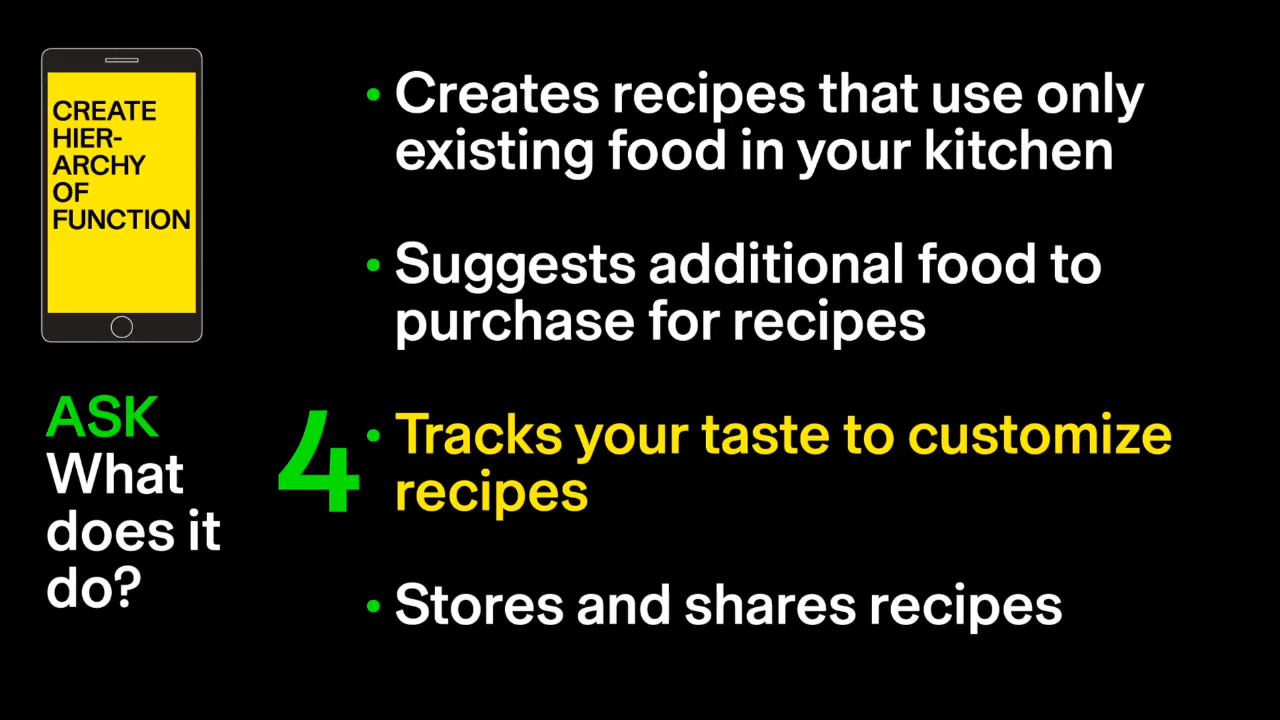 CREATE
HIER-
ARCHY
OF
FUNCTION
ASK
What
does it
do?
• Creates recipes that use only
existing food in your kitchen
• Suggests additional food to
purchase for recipes
4
• Tracks your taste to customize
recipes
• Stores and shares recipes